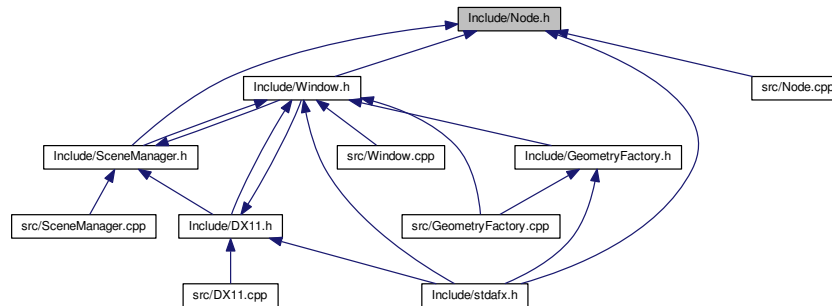 Include/Node.h
Include/Window.h
src/Node.cpp
Include/SceneManager.h
src/Window.cpp
Include/GeometryFactory.h
src/SceneManager.cpp
Include/DX11.h
src/GeometryFactory.cpp
src/DX11.cpp
Include/stdafx.h